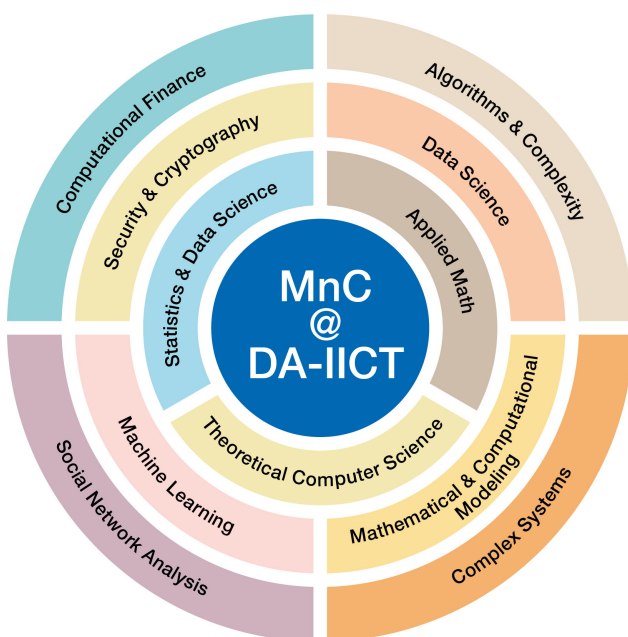 Computational Finance
Algorithms & Complexity
Security & Cryptography
Data Science
Statistics & Data Science
Applied Math
MnC
@
DA-IICT
Theoretical Computer Science
Machine Learning
Mathematical & Computational
Modeling
Social Network Analysis
Complex Systems